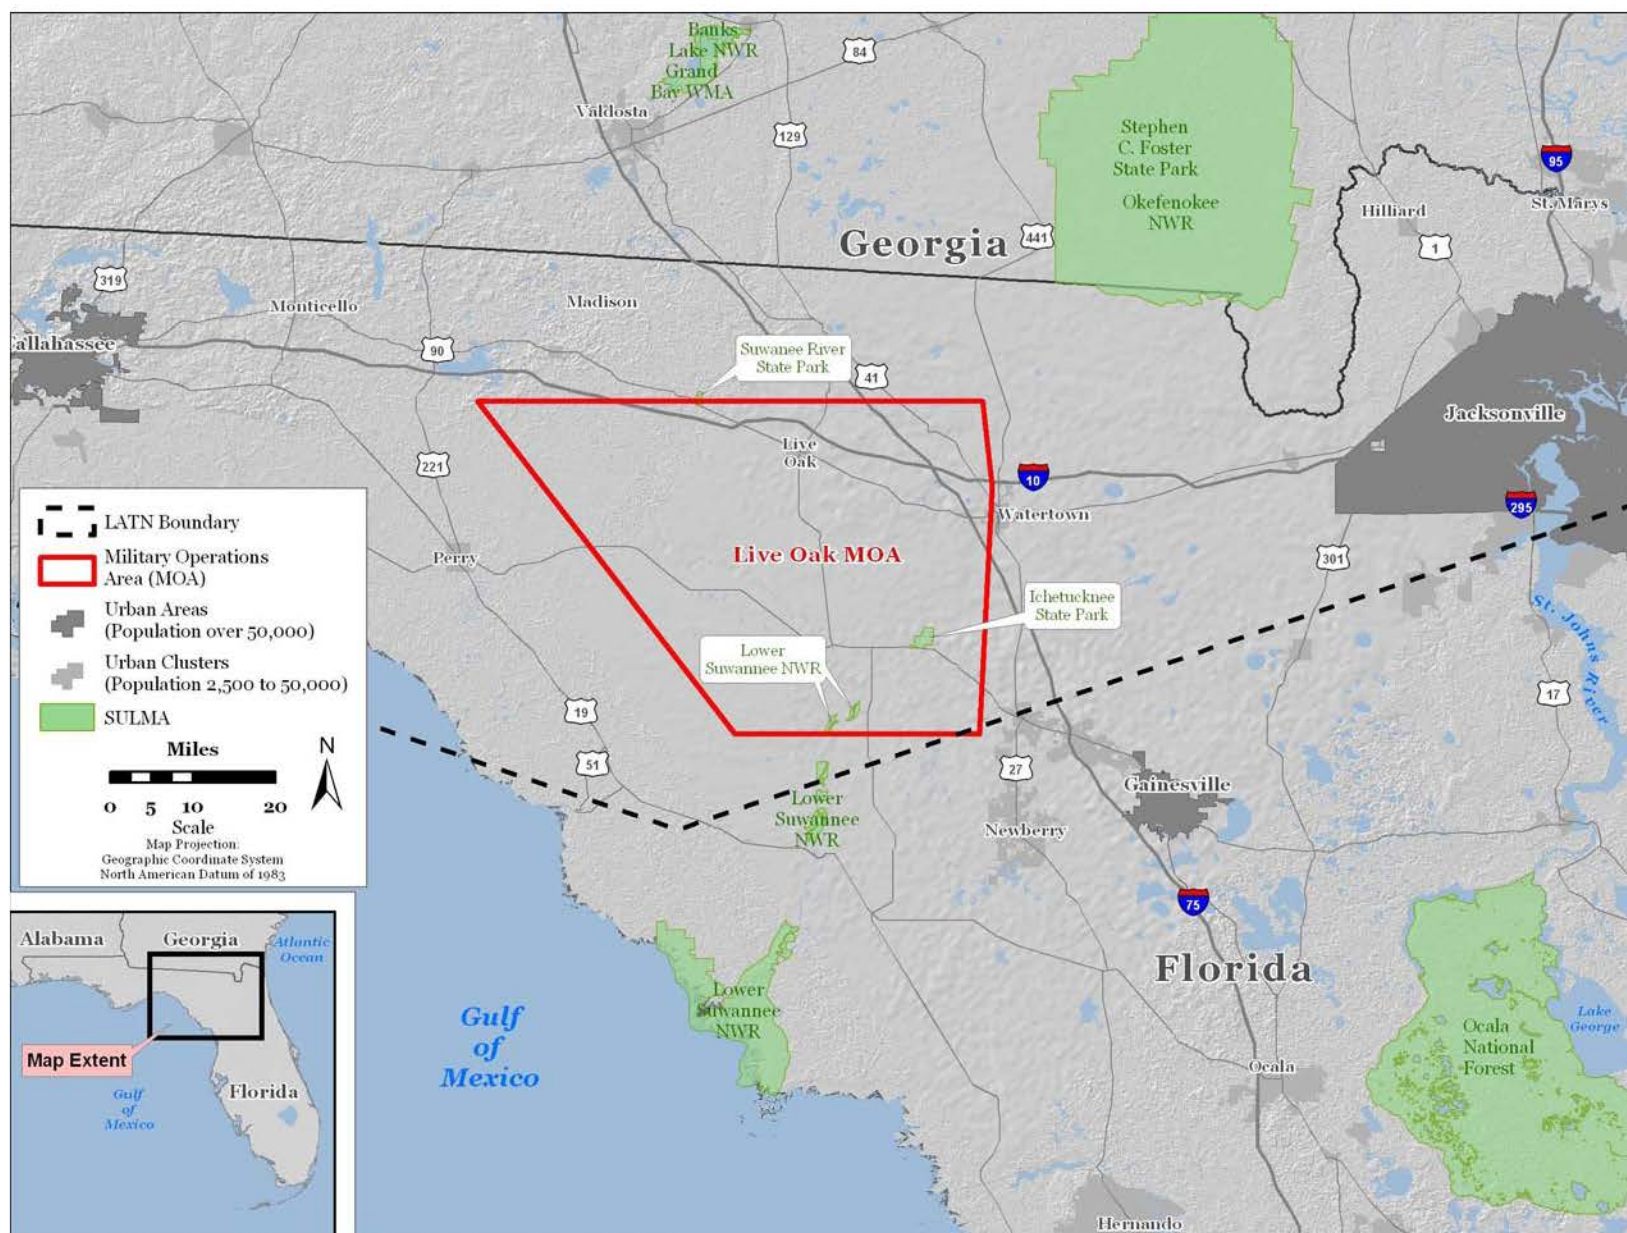 Banks
Lake NWR
Grand
Bay WMA
84
Valdosta
129
Stephen
C. Foster
State Park
Okefenokee
NWR
95
St. Marys
Hilliard
1
Georgia
441
319
Monticello
Madison
Tallahassee
90
Suwanee River
State Park
41
Jacksonville
Live
Oak
221
10
Watertown
295
301
Perry
Live Oak MOA
Ichetucknee
State Park
St. Johns River
Lower
Suwannee NWR
17
19
51
27
Gainesville
Lower
Suwannee
NWR
Newberry
75
Florida
Lower
Suwannee
NWR
Gulf
of
Mexico
Lake
George
Ocala
National
Forest
Ocala
Hernando
LATN Boundary
Military Operations
Area (MOA)
Urban Areas
(Population over 50,000)
Urban Clusters
(Population 2,500 to 50,000)
SULMA
Miles
N
0 5 10 20
Scale
Map Projection:
Geographic Coordinate System
North American Datum of 1983
Alabama
Georgia
Atlantic
Ocean
Map Extent
Gulf
of
Mexico
Florida